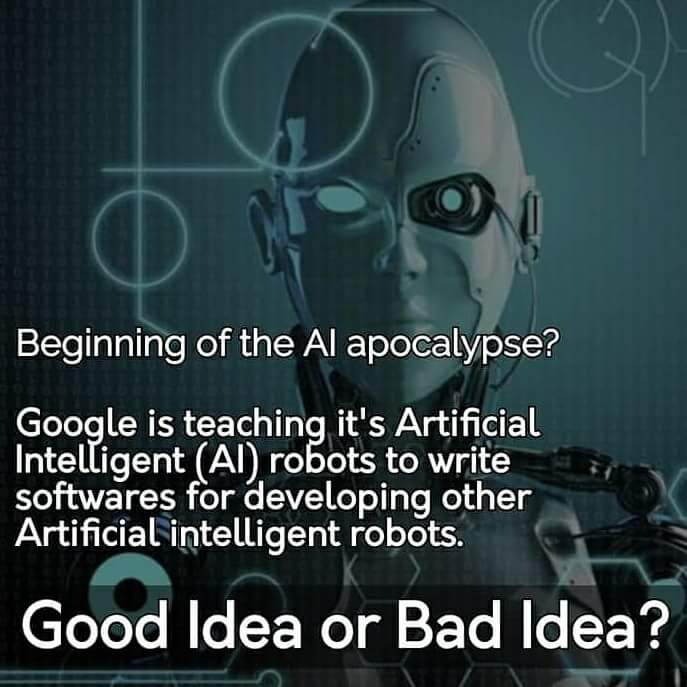 Beginning of the AI apocalypse?
Google is teaching it's Artificial
Intelligent (AI) robots to write
softwares for developing other
Artificial intelligent robots.
Good Idea or Bad Idea?